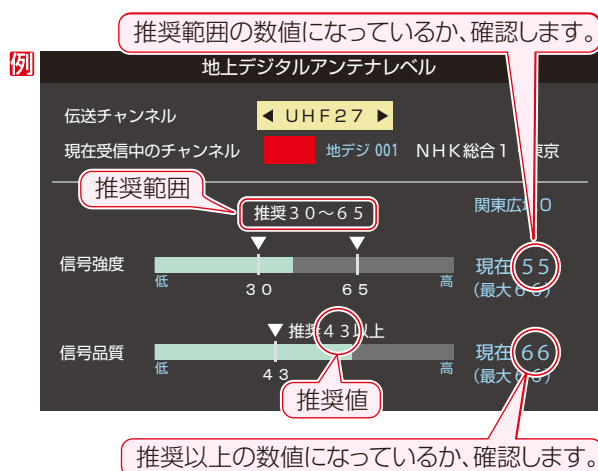 推奨範囲の数値になっているか、確認します。
例
地上デジタルアンテナレベル
伝送チャンネル
◀ UHF27 ▶
現在受信中のチャンネル
地デジ 001 NHK総合1 東京
推奨範囲
推奨30～65
関東広域0
信号強度
低 30 65 高
現在 55
(最大66)
▼ 推奨43以上
信号品質
低 43 高
現在 66
(最大66)
推奨値
推奨以上の数値になっているか、確認します。